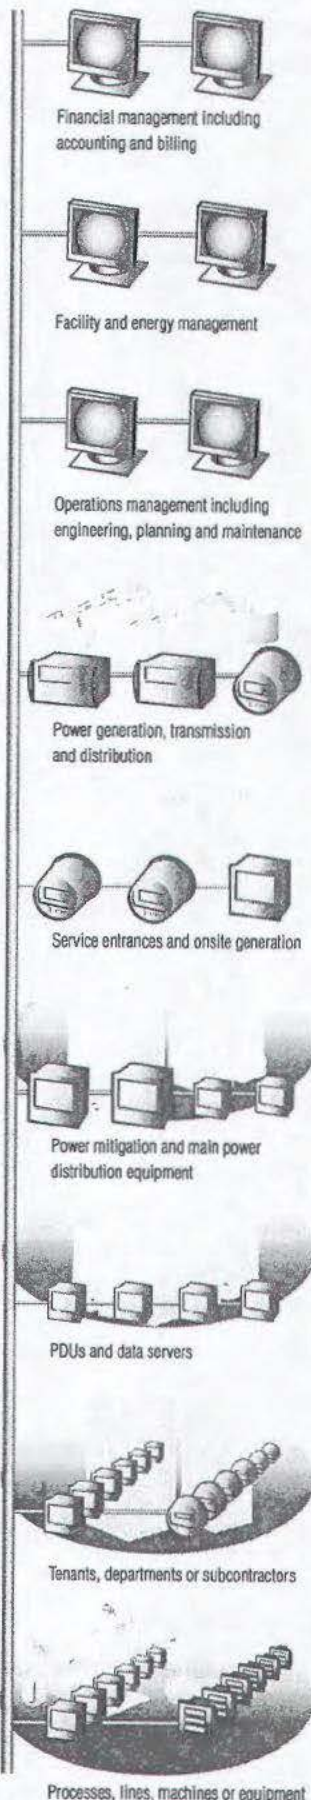 Financial management including
accounting and billing
Facility and energy management
Operations management including
engineering, planning and maintenance
Power generation, transmission
and distribution
Service entrances and onsite generation
Power mitigation and main power
distribution equipment
PDUs and data servers
Tenants, departments or subcontractors
Processes, lines, machines or equipment